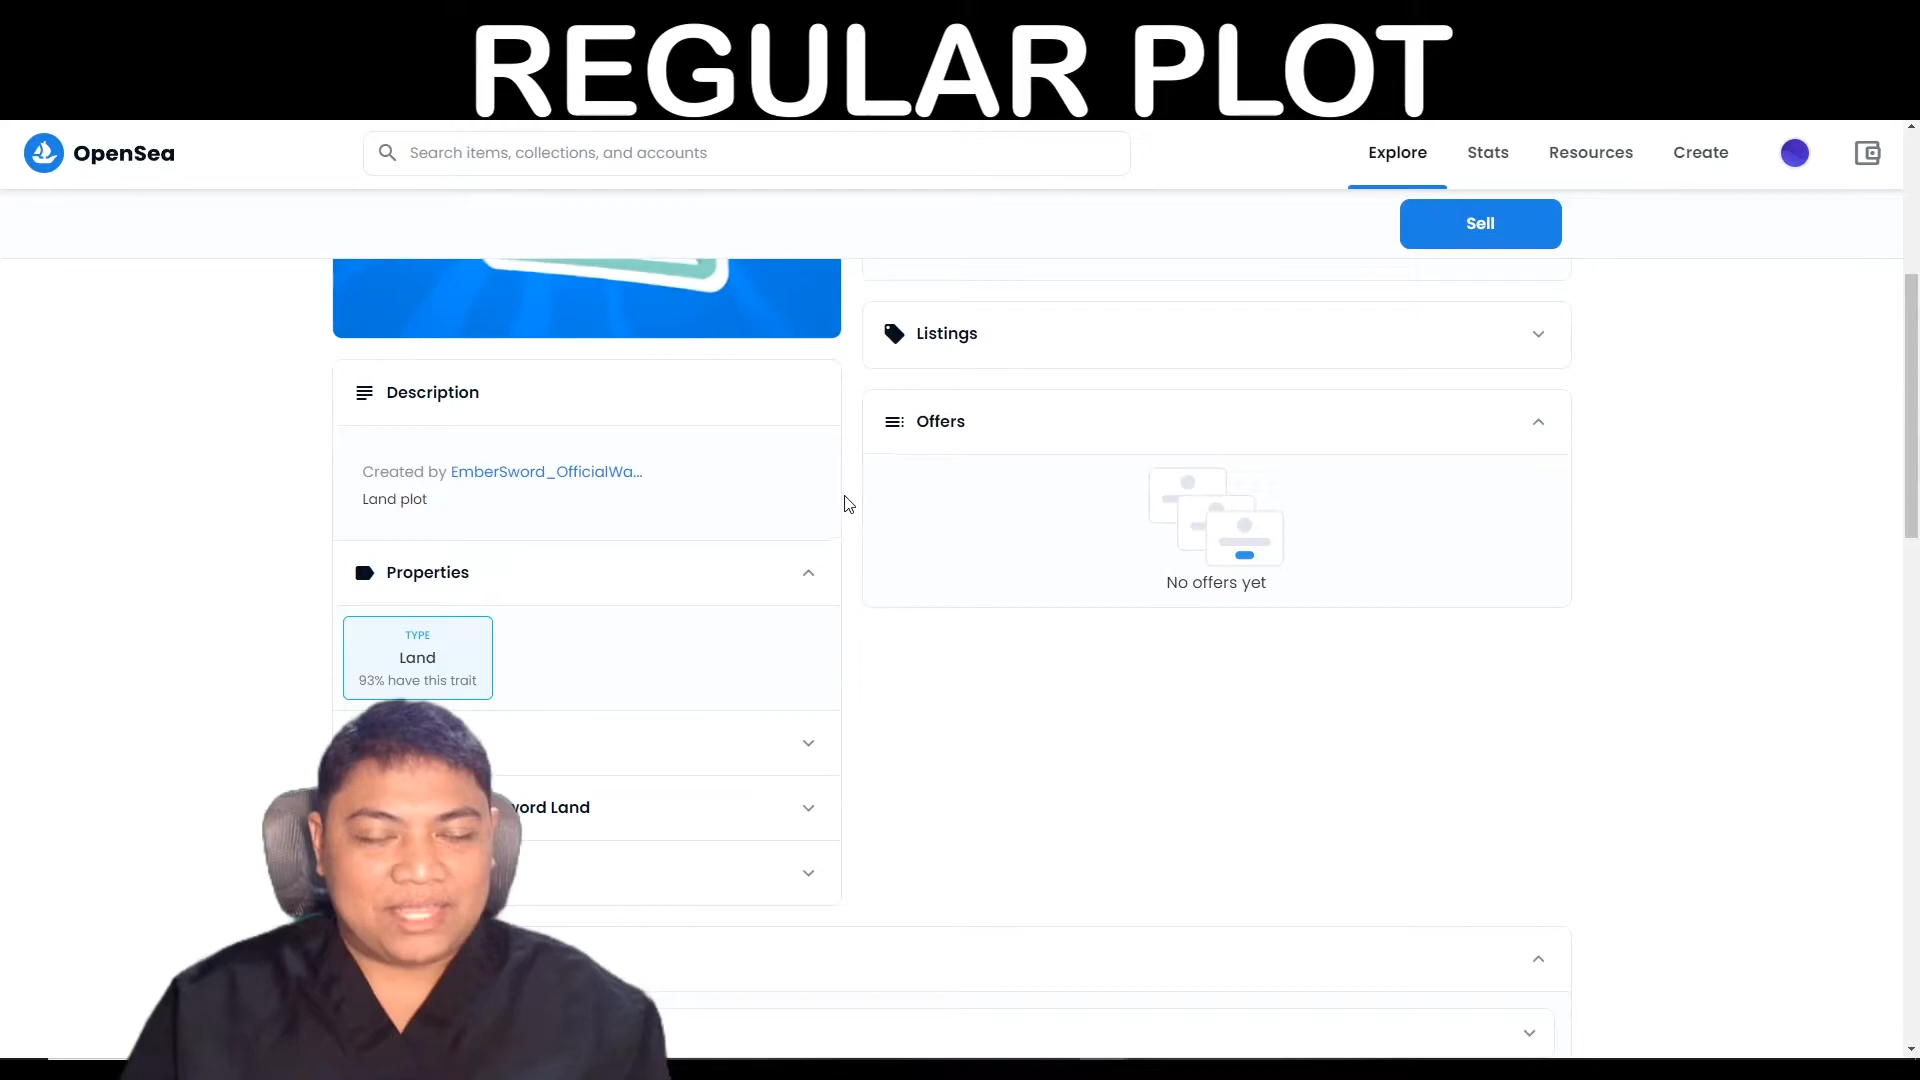 REGULAR PLOT
OpenSea
Search items, collections, and accounts
Explore
Stats
Resources
Create
Sell
Listings
Description
Offers
Created by EmberSword_OfficialWa...
Land plot
No offers yet
Properties
TYPE
Land
93% have this trait
Land